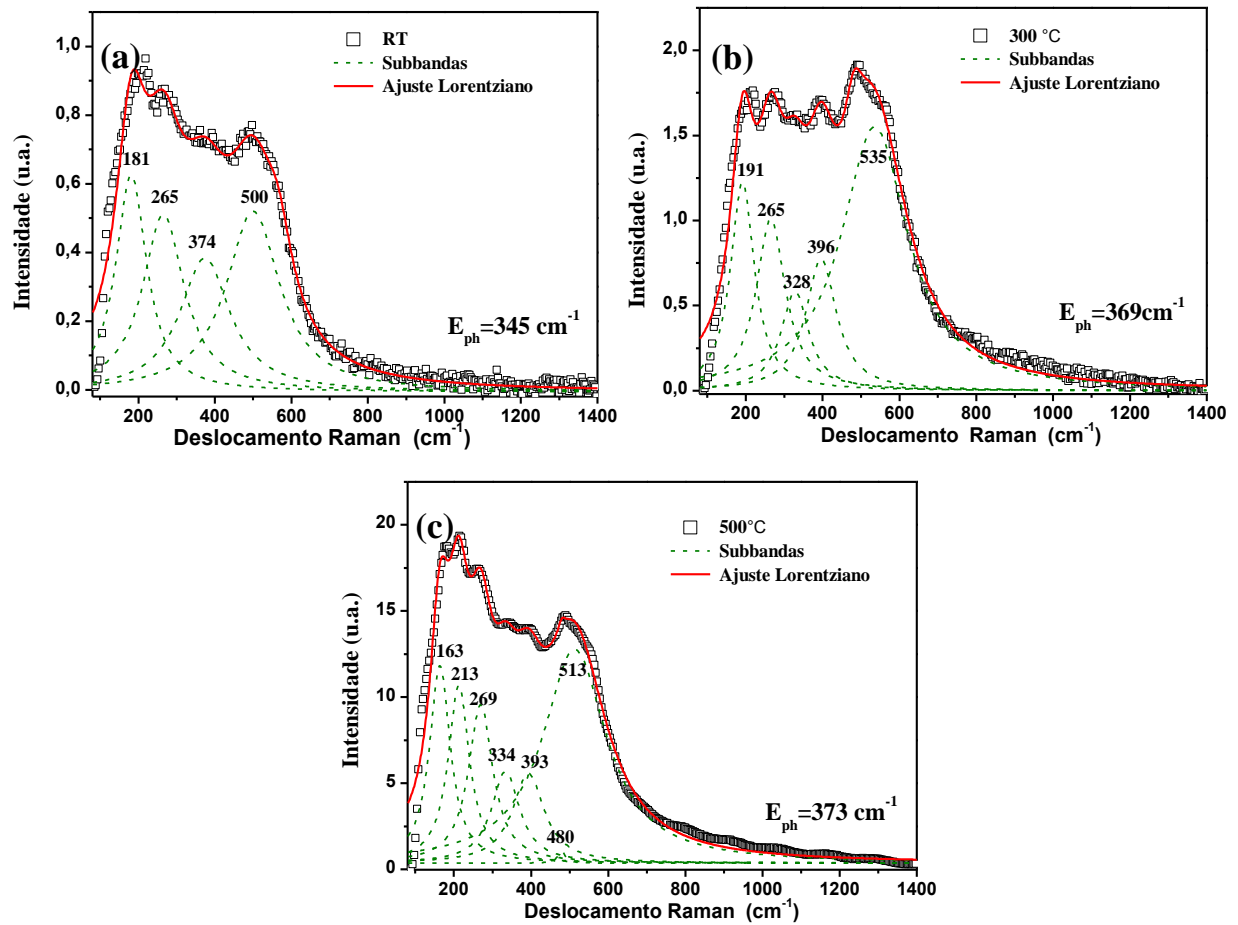 (a)
RT
Subbandas
Ajuste Lorentziano
1,0
0,8
0,6
0,4
0,2
0,0
Intensidade (u.a.)
181
265
374
500
E_ph=345 cm^-1
200 400 600 800 1000 1200 1400
Deslocamento Raman (cm^-1)
(b)
300 °C
Subbandas
Ajuste Lorentziano
2,0
1,5
1,0
0,5
0,0
Intensidade (u.a.)
191
265
328
396
535
E_ph=369cm^-1
200 400 600 800 1000 1200 1400
Deslocamento Raman (cm^-1)
(c)
500°C
Subbandas
Ajuste Lorentziano
20
15
10
5
0
Intensidade (u.a.)
163
213
269
334
393
480
513
E_ph=373 cm^-1
200 400 600 800 1000 1200 1400
Deslocamento Raman (cm^-1)